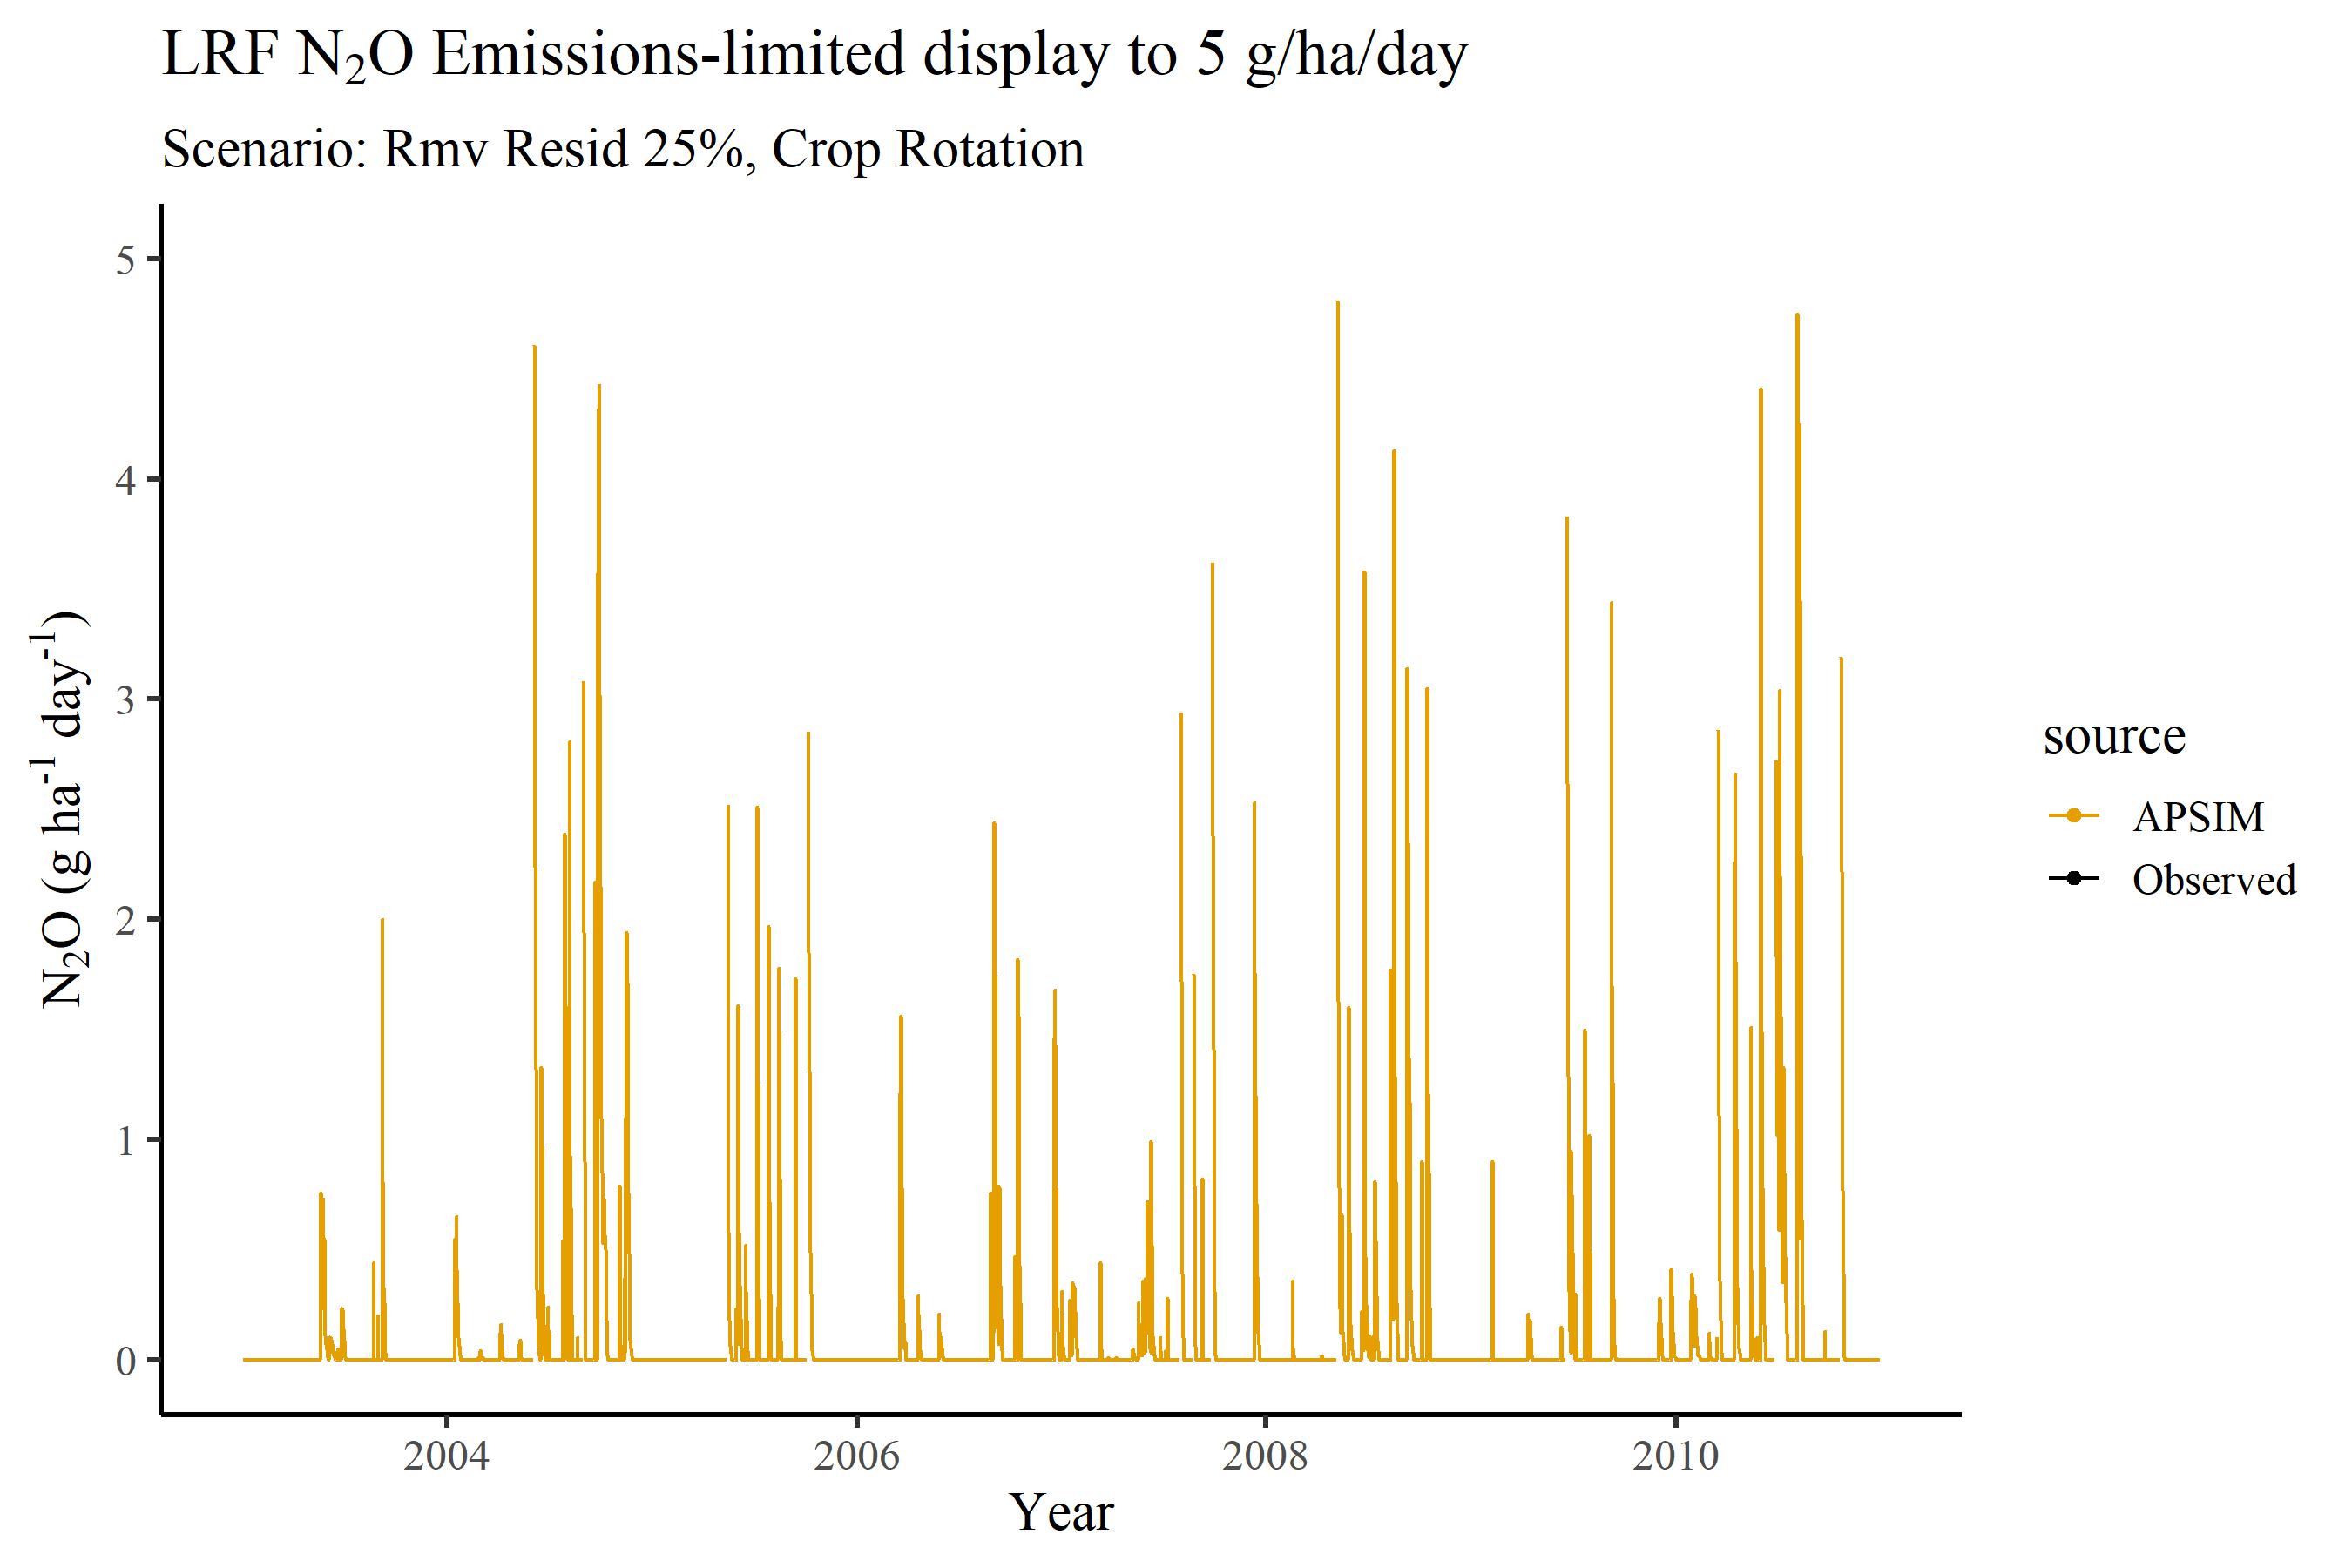 LRF N₂O Emissions-limited display to 5 g/ha/day
Scenario: Rmv Resid 25%, Crop Rotation
N₂O (g ha⁻¹ day⁻¹)
5
4
3
2
1
0
2004 2006 2008 2010
Year
source
APSIM
Observed